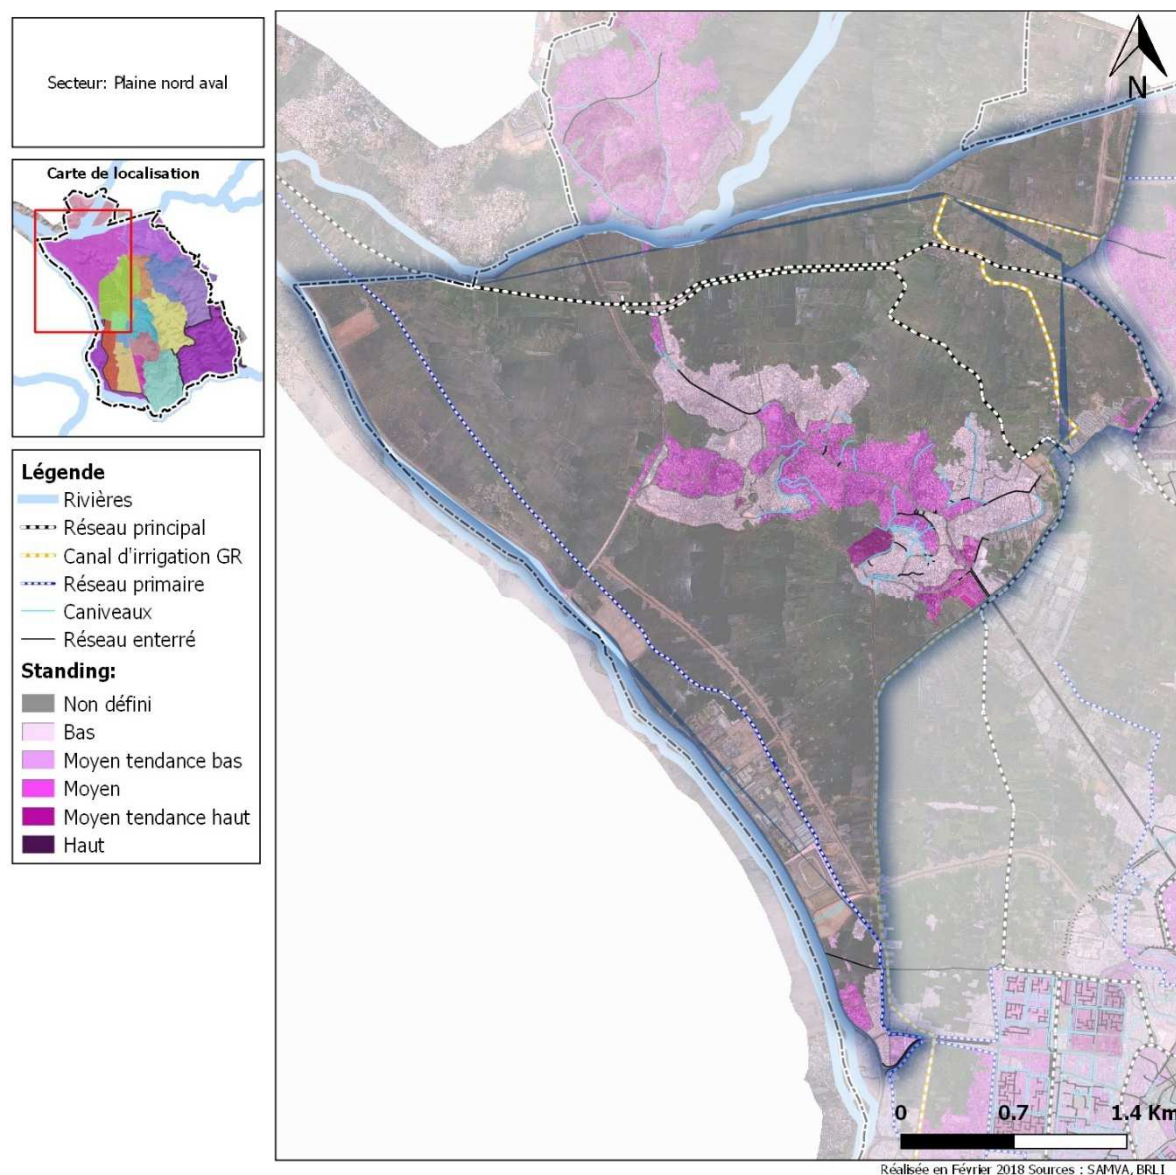 Secteur: Plaine nord aval
Carte de localisation
Légende
Rivières
Réseau principal
Canal d'irrigation GR
Réseau primaire
Caniveaux
Réseau enterré
Standing:
Non défini
Bas
Moyen tendance bas
Moyen
Moyen tendance haut
Haut
N
0 0.7 1.4 Km
Réalisée en Février 2018 Sources : SAMVA, BRLI